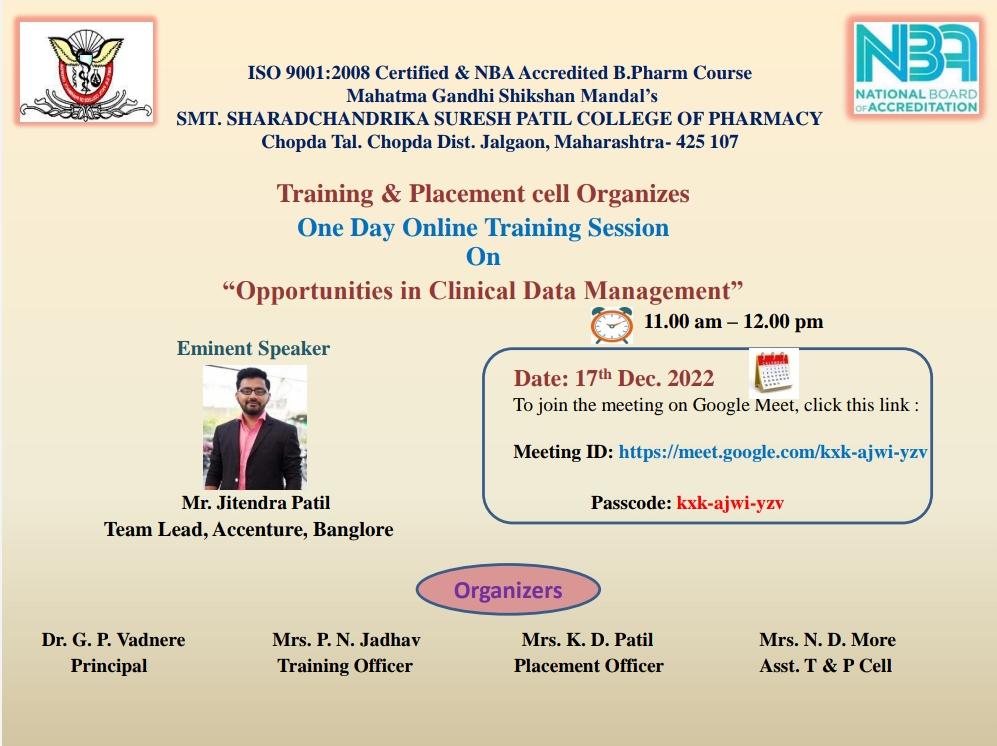 NBA
NATIONAL BOARD
OF ACCREDITATION
ISO 9001:2008 Certified & NBA Accredited B.Pharm Course
Mahatma Gandhi Shikshan Mandal's
SMT. SHARADCHANDRIKA SURESH PATIL COLLEGE OF PHARMACY
Chopda Tal. Chopda Dist. Jalgaon, Maharashtra- 425 107
Training & Placement cell Organizes
One Day Online Training Session
On
“Opportunities in Clinical Data Management”
11.00 am – 12.00 pm
Eminent Speaker
Mr. Jitendra Patil
Team Lead, Accenture, Banglore
Date: 17th Dec. 2022
To join the meeting on Google Meet, click this link :
Meeting ID: https://meet.google.com/kxk-ajwi-yzv
Passcode: kxk-ajwi-yzv
Organizers
Dr. G. P. Vadnere
Principal
Mrs. P. N. Jadhav
Training Officer
Mrs. K. D. Patil
Placement Officer
Mrs. N. D. More
Asst. T & P Cell